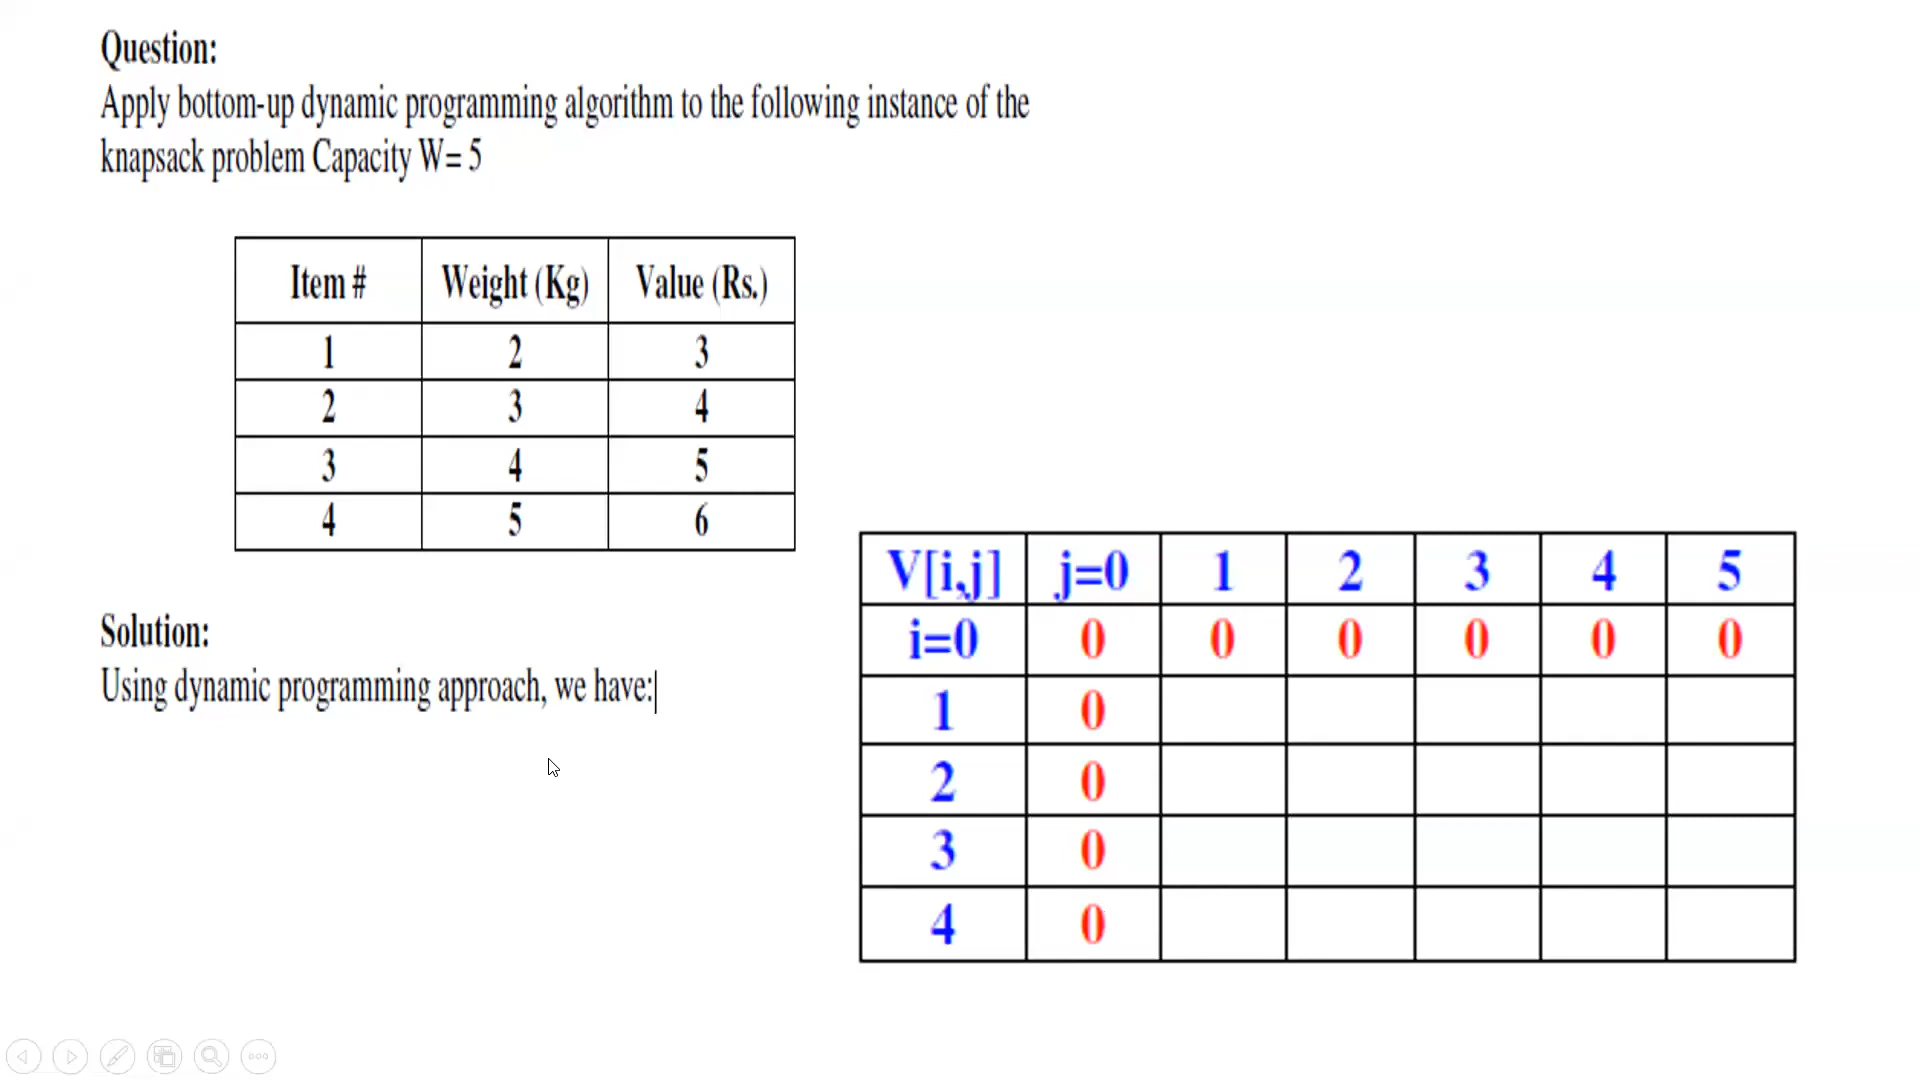 Question:
Apply bottom-up dynamic programming algorithm to the following instance of the
knapsack problem Capacity W= 5
Item # Weight (Kg) Value (Rs.)
1 2 3
2 3 4
3 4 5
4 5 6
Solution:
Using dynamic programming approach, we have:
V[i,j] j=0 1 2 3 4 5
i=0 0 0 0 0 0 0
1 0
2 0
3 0
4 0